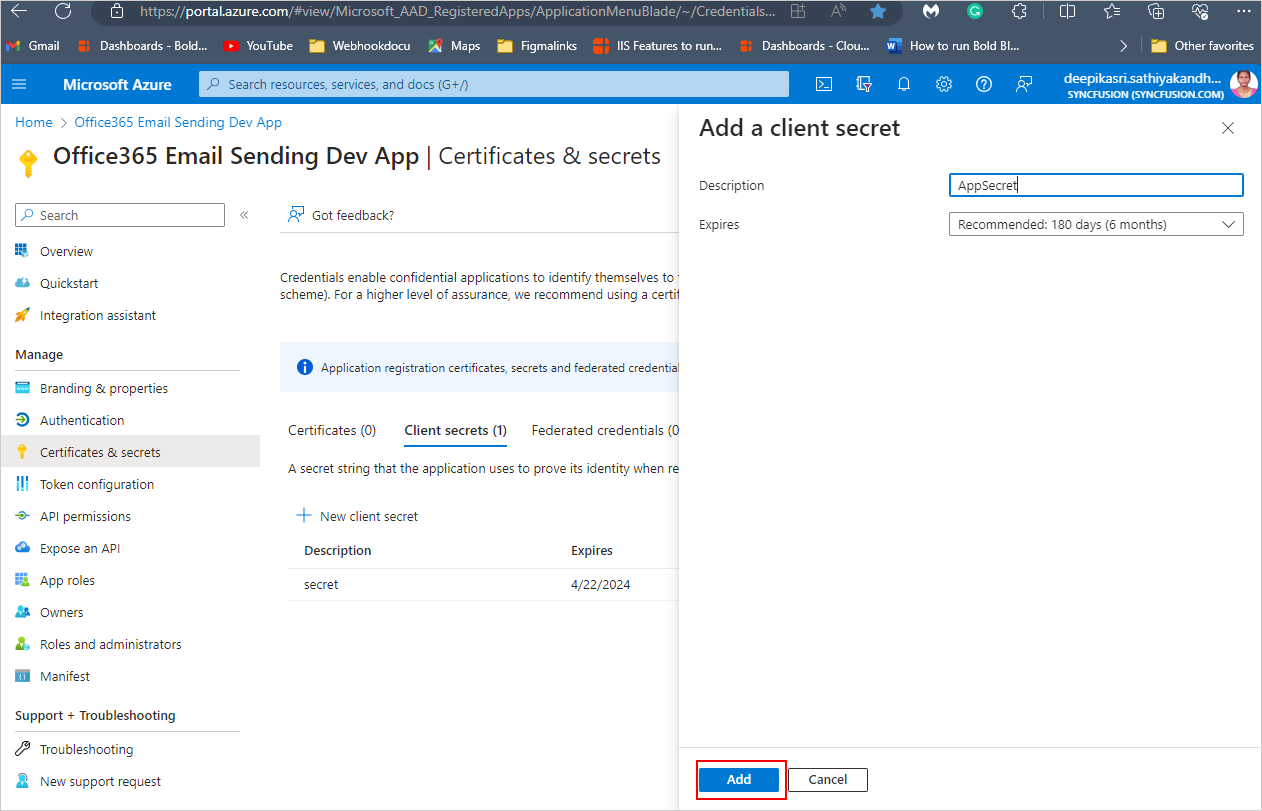 https://portal.azure.com/#view/Microsoft_AAD_RegisteredApps/ApplicationMenuBlade/~/Credentials...
Gmail Dashboards - Bold... YouTube Webhookdocu Maps Figmalinks IIS Features to run... Dashboards - Clou... How to run Bold BI... Other favorites
Microsoft Azure
Search resources, services, and docs (G+/)
deepikasri.sathiyakandh...
SYNCFUSION (SYNCFUSION.COM)
Home > Office365 Email Sending Dev App
Office365 Email Sending Dev App | Certificates & secrets
Search
«
Overview
Quickstart
Integration assistant
Manage
Branding & properties
Authentication
Certificates & secrets
Token configuration
API permissions
Expose an API
App roles
Owners
Roles and administrators
Manifest
Support + Troubleshooting
Troubleshooting
New support request
Got feedback?
Credentials enable confidential applications to identify themselves to
scheme). For a higher level of assurance, we recommend using a certif
Application registration certificates, secrets and federated credential
Certificates (0) Client secrets (1) Federated credentials (0
A secret string that the application uses to prove its identity when re
New client secret
Description Expires
secret 4/22/2024
Add a client secret
Description AppSecret
Expires Recommended: 180 days (6 months)
Add Cancel